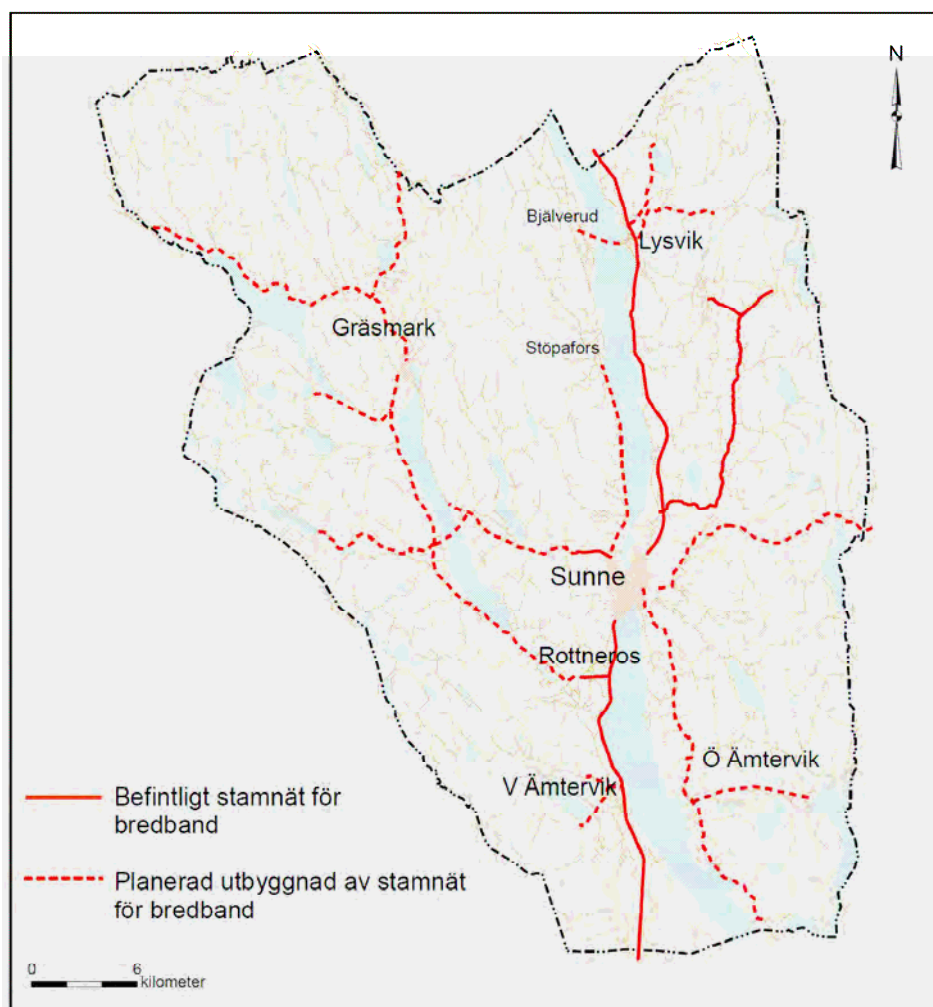 N
Bjälverud
Lysvik
Gräsmark
Stöpafors
Sunne
Rottneros
Ö Ämtervik
V Ämtervik
Befintligt stamnät för
bredband
Planerad utbyggnad av stamnät
för bredband
0 6
kilometer